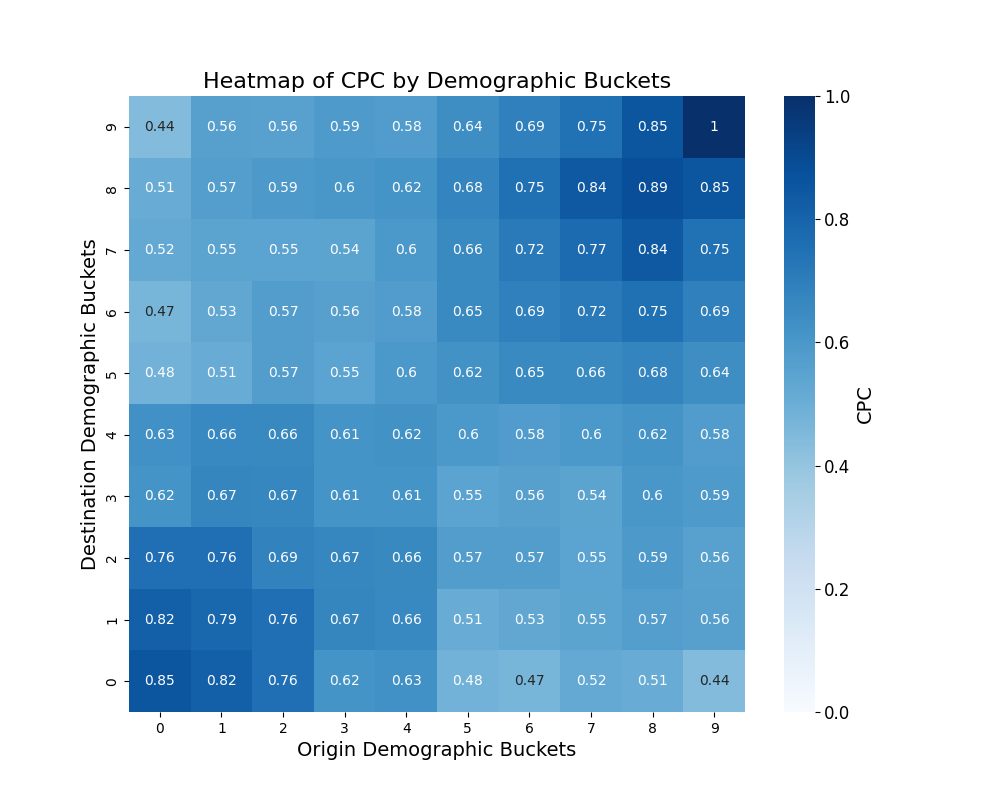 Heatmap of CPC by Demographic Buckets
9 0.44 0.56 0.56 0.59 0.58 0.64 0.69 0.75 0.85 1
8 0.51 0.57 0.59 0.6 0.62 0.68 0.75 0.84 0.89 0.85
7 0.52 0.55 0.55 0.54 0.6 0.66 0.72 0.77 0.84 0.75
6 0.47 0.53 0.57 0.56 0.58 0.65 0.69 0.72 0.75 0.69
5 0.48 0.51 0.57 0.55 0.6 0.62 0.65 0.66 0.68 0.64
4 0.63 0.66 0.66 0.61 0.62 0.6 0.58 0.6 0.62 0.58
3 0.62 0.67 0.67 0.61 0.61 0.55 0.56 0.54 0.6 0.59
2 0.76 0.76 0.69 0.67 0.66 0.57 0.57 0.55 0.59 0.56
1 0.82 0.79 0.76 0.67 0.66 0.51 0.53 0.55 0.57 0.56
0 0.85 0.82 0.76 0.62 0.63 0.48 0.47 0.52 0.51 0.44
0 1 2 3 4 5 6 7 8 9
Origin Demographic Buckets
Destination Demographic Buckets
1.0
0.8
0.6
0.4
0.2
0.0
CPC